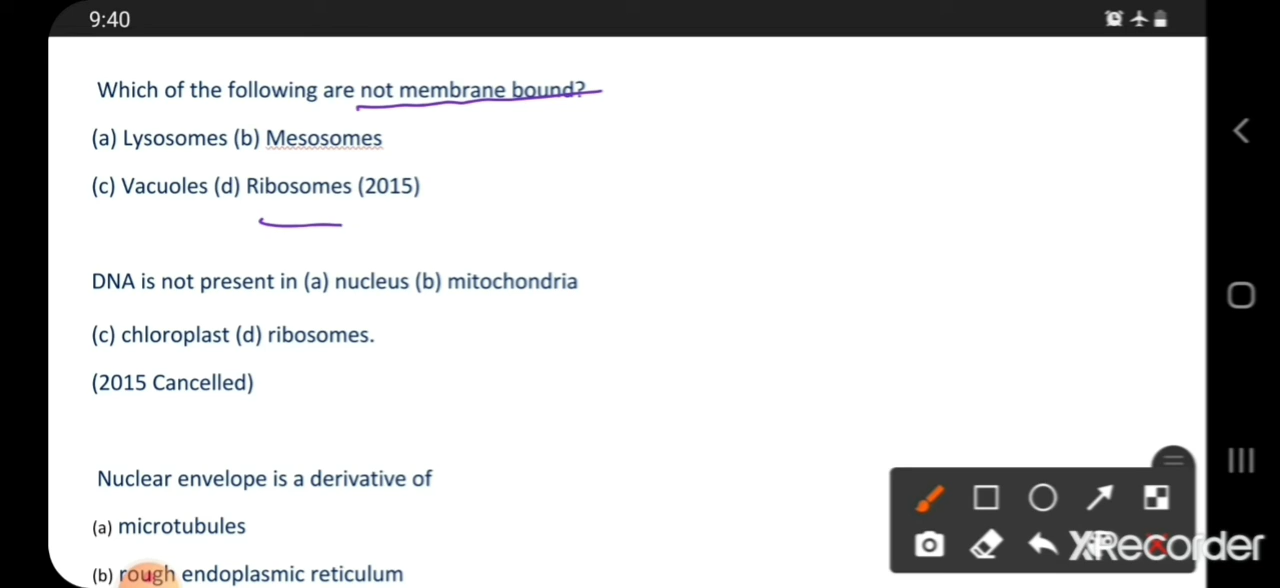 9:40
Which of the following are not membrane bound?
(a) Lysosomes (b) Mesosomes
(c) Vacuoles (d) Ribosomes (2015)
DNA is not present in (a) nucleus (b) mitochondria
(c) chloroplast (d) ribosomes.
(2015 Cancelled)
Nuclear envelope is a derivative of
(a) microtubules
(b) rough endoplasmic reticulum
XRecorder